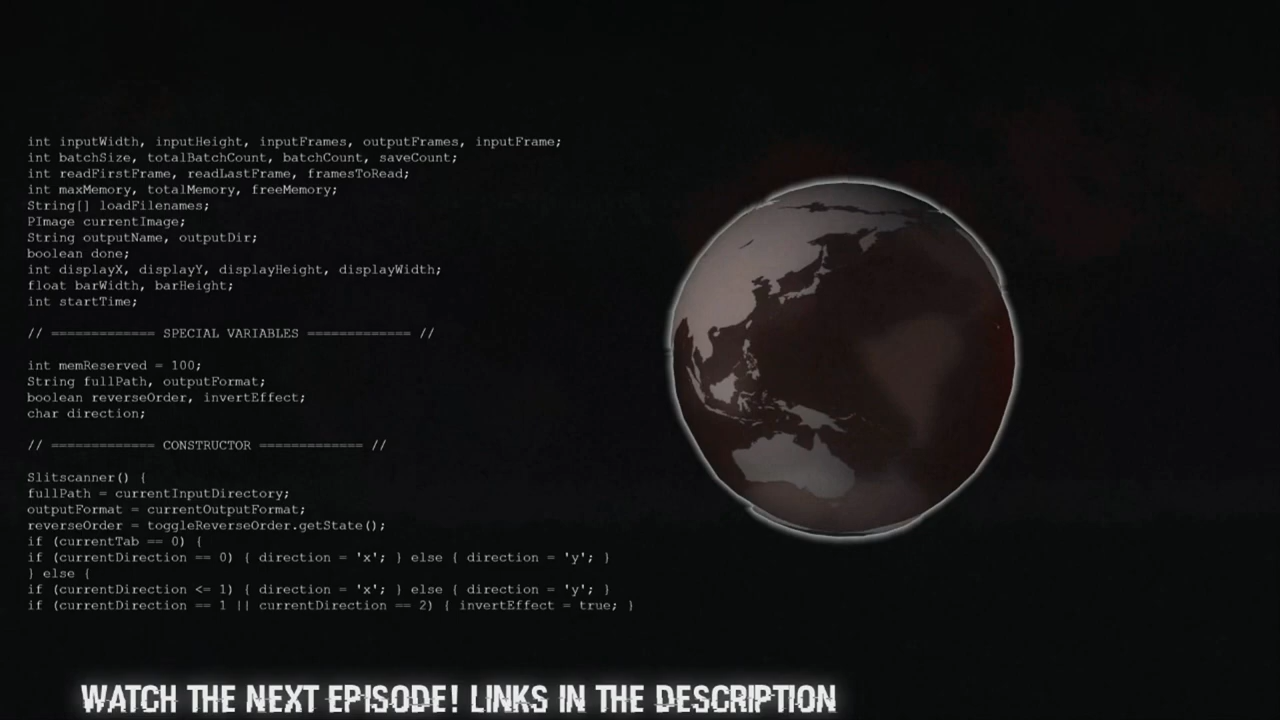 int inputWidth, inputHeight, inputFrames, outputFrames, inputFrame;
int batchSize, totalBatchCount, batchCount, saveCount;
int readFirstFrame, readLastFrame, framesToRead;
int maxMemory, totalMemory, freeMemory;
String[] loadFilenames;
PImage currentImage;
String outputName, outputDir;
boolean done;
int displayX, displayY, displayHeight, displayWidth;
float barWidth, barHeight;
int startTime;
// ============= SPECIAL VARIABLES ============= //
int memReserved = 100;
String fullPath, outputFormat;
boolean reverseOrder, invertEffect;
char direction;
// ============= CONSTRUCTOR ============= //
Slitscanner() {
fullPath = currentInputDirectory;
outputFormat = currentOutputFormat;
reverseOrder = toggleReverseOrder.getState();
if (currentTab == 0) {
if (currentDirection == 0) { direction = 'x'; } else { direction = 'y'; }
} else {
if (currentDirection <= 1) { direction = 'x'; } else { direction = 'y'; }
if (currentDirection == 1 || currentDirection == 2) { invertEffect = true; }
WATCH THE NEXT EPISODE! LINKS IN THE DESCRIPTION